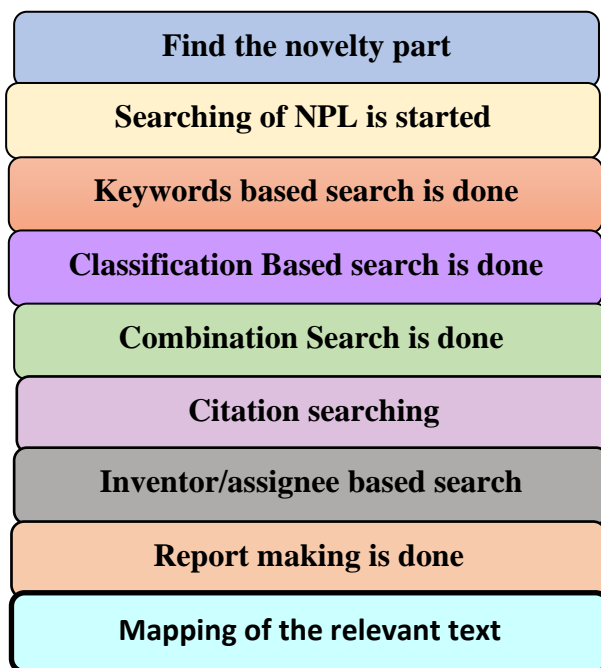 Find the novelty part
Searching of NPL is started
Keywords based search is done
Classification Based search is done
Combination Search is done
Citation searching
Inventor/assignee based search
Report making is done
Mapping of the relevant text